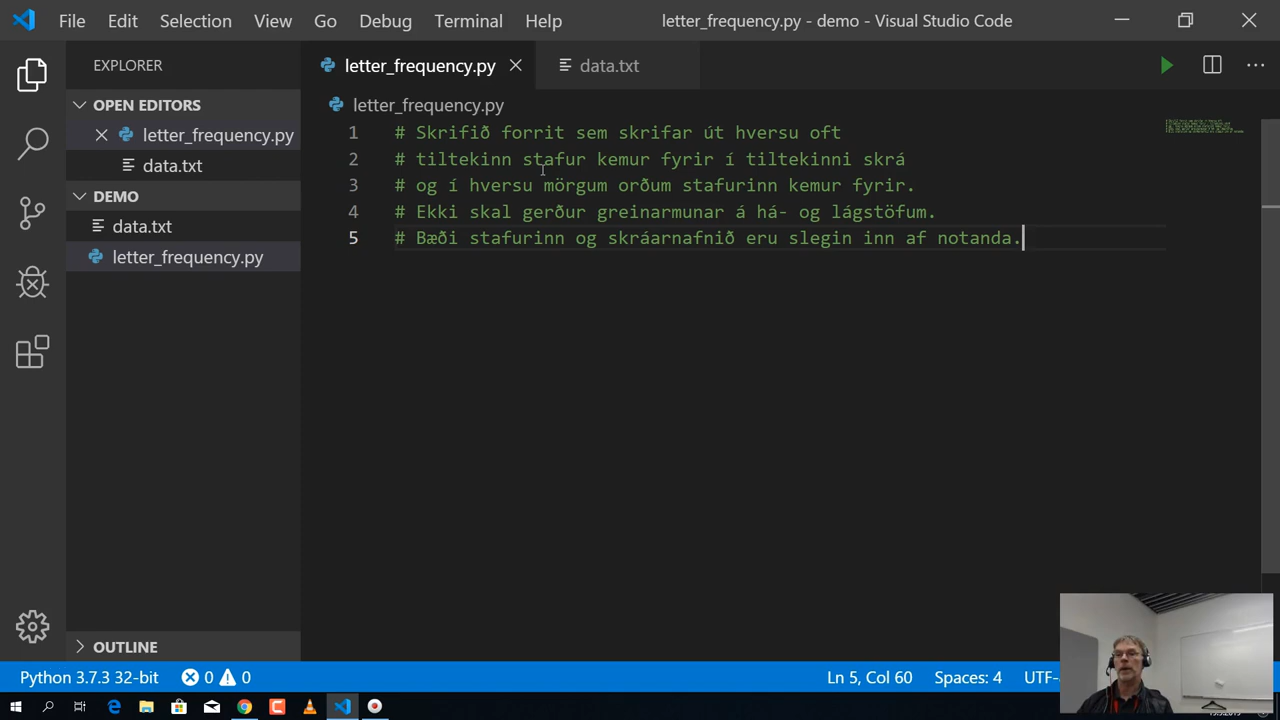 File Edit Selection View Go Debug Terminal Help letter_frequency.py - demo - Visual Studio Code
EXPLORER
OPEN EDITORS
letter_frequency.py
data.txt
DEMO
data.txt
letter_frequency.py
OUTLINE
letter_frequency.py data.txt
letter_frequency.py
1 # Skrifið forrit sem skrifar út hversu oft
2 # tiltekinn stafur kemur fyrir í tiltekinni skrá
3 # og í hversu mörgum orðum stafurinn kemur fyrir.
4 # Ekki skal gerður greinarmunar á há- og lágstöfum.
5 # Bæði stafurinn og skráarnafnið eru slegin inn af notanda.
Python 3.7.3 32-bit 0 0 Ln 5, Col 60 Spaces: 4 UTF-